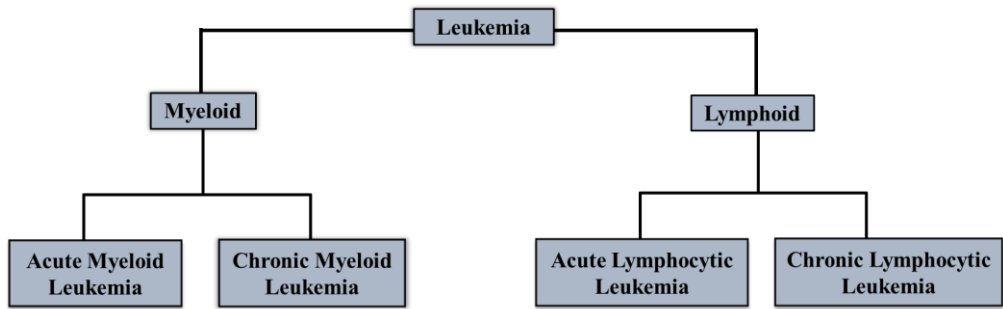 Leukemia
Myeloid
Lymphoid
Acute Myeloid
Leukemia
Chronic Myeloid
Leukemia
Acute Lymphocytic
Leukemia
Chronic Lymphocytic
Leukemia